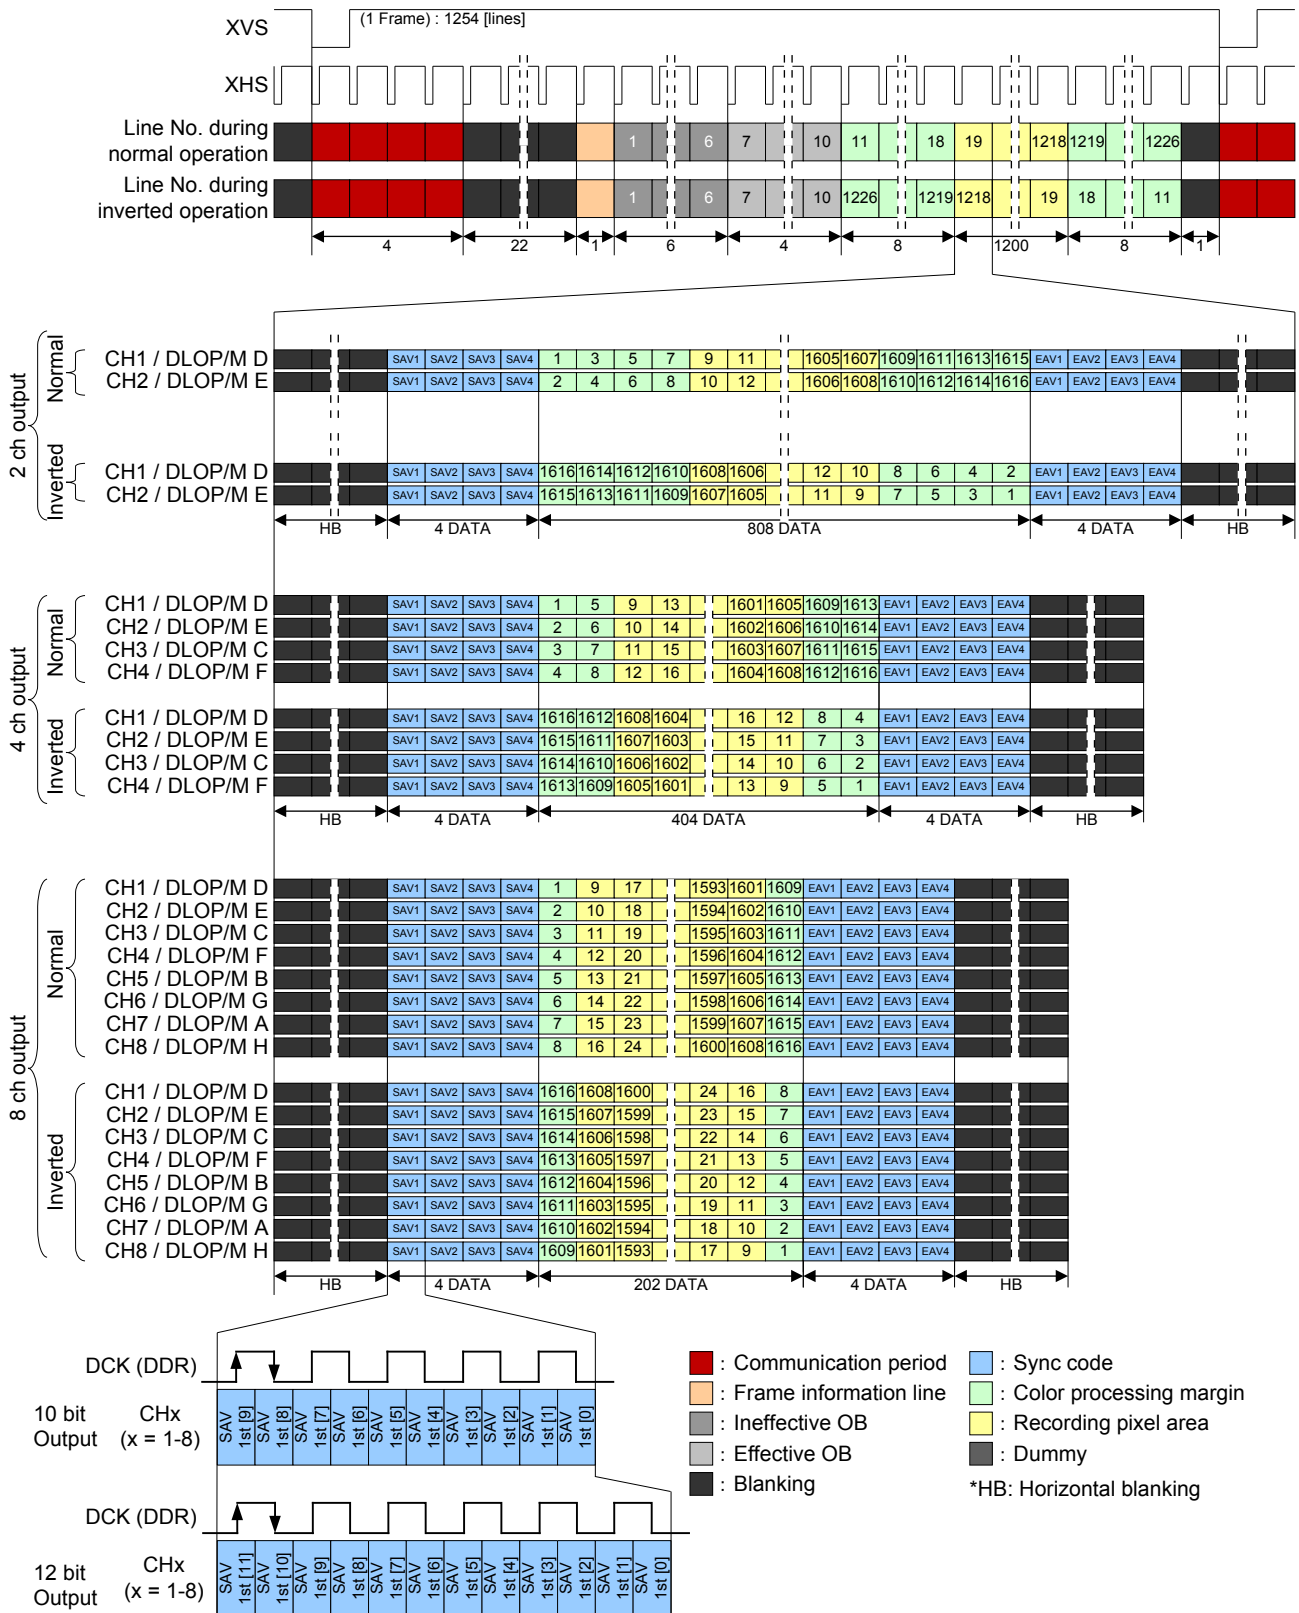 XVS (1 Frame) : 1254 [lines]
XHS
Line No. during normal operation 1 6 7 10 11 18 19 1218 1219 1226
Line No. during inverted operation 1 6 7 10 1226 1219 1218 19 18 11
4 22 1 6 4 8 1200 8 1
2 ch output
Normal
CH1 / DLOP/M D SAV1 SAV2 SAV3 SAV4 1 3 5 7 9 11 1605 1607 1609 1611 1613 1615 EAV1 EAV2 EAV3 EAV4
CH2 / DLOP/M E SAV1 SAV2 SAV3 SAV4 2 4 6 8 10 12 1606 1608 1610 1612 1614 1616 EAV1 EAV2 EAV3 EAV4
Inverted
CH1 / DLOP/M D SAV1 SAV2 SAV3 SAV4 1616 1614 1612 1610 1608 1606 12 10 8 6 4 2 EAV1 EAV2 EAV3 EAV4
CH2 / DLOP/M E SAV1 SAV2 SAV3 SAV4 1615 1613 1611 1609 1607 1605 11 9 7 5 3 1 EAV1 EAV2 EAV3 EAV4
HB 4 DATA 808 DATA 4 DATA HB
4 ch output
Normal
CH1 / DLOP/M D SAV1 SAV2 SAV3 SAV4 1 5 9 13 1601 1605 1609 1613 EAV1 EAV2 EAV3 EAV4
CH2 / DLOP/M E SAV1 SAV2 SAV3 SAV4 2 6 10 14 1602 1606 1610 1614 EAV1 EAV2 EAV3 EAV4
CH3 / DLOP/M C SAV1 SAV2 SAV3 SAV4 3 7 11 15 1603 1607 1611 1615 EAV1 EAV2 EAV3 EAV4
CH4 / DLOP/M F SAV1 SAV2 SAV3 SAV4 4 8 12 16 1604 1608 1612 1616 EAV1 EAV2 EAV3 EAV4
Inverted
CH1 / DLOP/M D SAV1 SAV2 SAV3 SAV4 1616 1612 1608 1604 16 12 8 4 EAV1 EAV2 EAV3 EAV4
CH2 / DLOP/M E SAV1 SAV2 SAV3 SAV4 1615 1611 1607 1603 15 11 7 3 EAV1 EAV2 EAV3 EAV4
CH3 / DLOP/M C SAV1 SAV2 SAV3 SAV4 1614 1610 1606 1602 14 10 6 2 EAV1 EAV2 EAV3 EAV4
CH4 / DLOP/M F SAV1 SAV2 SAV3 SAV4 1613 1609 1605 1601 13 9 5 1 EAV1 EAV2 EAV3 EAV4
HB 4 DATA 404 DATA 4 DATA HB
8 ch output
Normal
CH1 / DLOP/M D SAV1 SAV2 SAV3 SAV4 1 9 17 1593 1601 1609 EAV1 EAV2 EAV3 EAV4
CH2 / DLOP/M E SAV1 SAV2 SAV3 SAV4 2 10 18 1594 1602 1610 EAV1 EAV2 EAV3 EAV4
CH3 / DLOP/M C SAV1 SAV2 SAV3 SAV4 3 11 19 1595 1603 1611 EAV1 EAV2 EAV3 EAV4
CH4 / DLOP/M F SAV1 SAV2 SAV3 SAV4 4 12 20 1596 1604 1612 EAV1 EAV2 EAV3 EAV4
CH5 / DLOP/M B SAV1 SAV2 SAV3 SAV4 5 13 21 1597 1605 1613 EAV1 EAV2 EAV3 EAV4
CH6 / DLOP/M G SAV1 SAV2 SAV3 SAV4 6 14 22 1598 1606 1614 EAV1 EAV2 EAV3 EAV4
CH7 / DLOP/M A SAV1 SAV2 SAV3 SAV4 7 15 23 1599 1607 1615 EAV1 EAV2 EAV3 EAV4
CH8 / DLOP/M H SAV1 SAV2 SAV3 SAV4 8 16 24 1600 1608 1616 EAV1 EAV2 EAV3 EAV4
Inverted
CH1 / DLOP/M D SAV1 SAV2 SAV3 SAV4 1616 1608 1600 24 16 8 EAV1 EAV2 EAV3 EAV4
CH2 / DLOP/M E SAV1 SAV2 SAV3 SAV4 1615 1607 1599 23 15 7 EAV1 EAV2 EAV3 EAV4
CH3 / DLOP/M C SAV1 SAV2 SAV3 SAV4 1614 1606 1598 22 14 6 EAV1 EAV2 EAV3 EAV4
CH4 / DLOP/M F SAV1 SAV2 SAV3 SAV4 1613 1605 1597 21 13 5 EAV1 EAV2 EAV3 EAV4
CH5 / DLOP/M B SAV1 SAV2 SAV3 SAV4 1612 1604 1596 20 12 4 EAV1 EAV2 EAV3 EAV4
CH6 / DLOP/M G SAV1 SAV2 SAV3 SAV4 1611 1603 1595 19 11 3 EAV1 EAV2 EAV3 EAV4
CH7 / DLOP/M A SAV1 SAV2 SAV3 SAV4 1610 1602 1594 18 10 2 EAV1 EAV2 EAV3 EAV4
CH8 / DLOP/M H SAV1 SAV2 SAV3 SAV4 1609 1601 1593 17 9 1 EAV1 EAV2 EAV3 EAV4
HB 4 DATA 202 DATA 4 DATA HB
DCK (DDR)
10 bit Output CHx (x = 1-8) SAV 1st [9] SAV 1st [8] SAV 1st [7] SAV 1st [6] SAV 1st [5] SAV 1st [4] SAV 1st [3] SAV 1st [2] SAV 1st [1] SAV 1st [0]
DCK (DDR)
12 bit Output CHx (x = 1-8) SAV 1st [11] SAV 1st [10] SAV 1st [9] SAV 1st [8] SAV 1st [7] SAV 1st [6] SAV 1st [5] SAV 1st [4] SAV 1st [3] SAV 1st [2] SAV 1st [1] SAV 1st [0]
: Communication period
: Frame information line
: Ineffective OB
: Effective OB
: Blanking
: Sync code
: Color processing margin
: Recording pixel area
: Dummy
*HB: Horizontal blanking